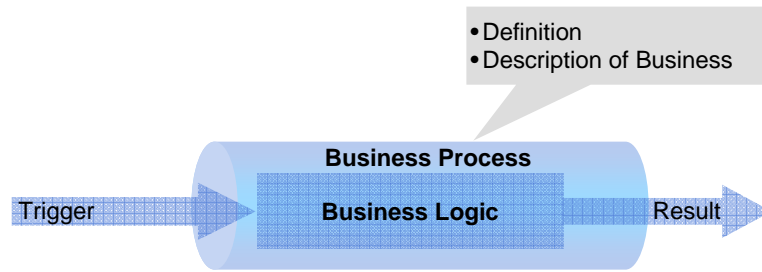 •Definition
•Description of Business
Business Process
Trigger
Business Logic
Result